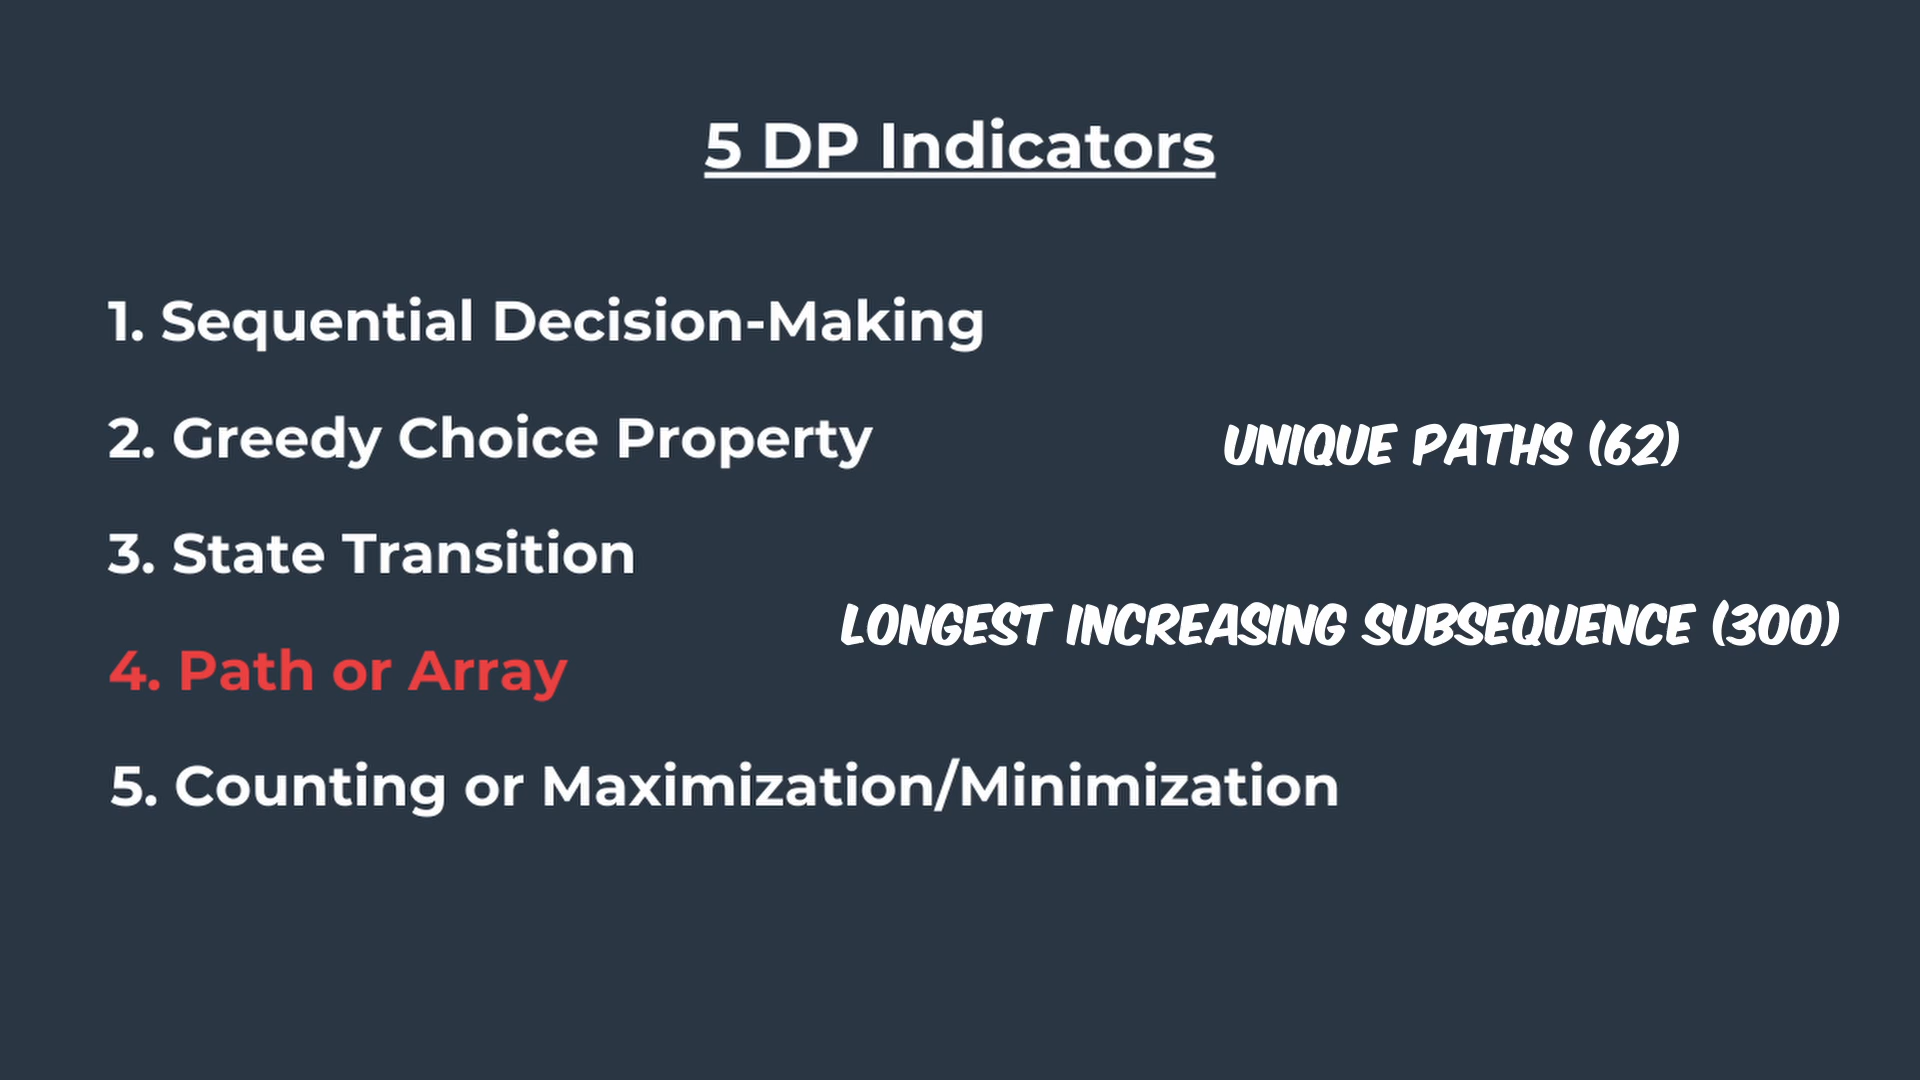 5 DP Indicators
1. Sequential Decision-Making
2. Greedy Choice Property
UNIQUE PATHS (62)
3. State Transition
LONGEST INCREASING SUBSEQUENCE (300)
4. Path or Array
5. Counting or Maximization/Minimization